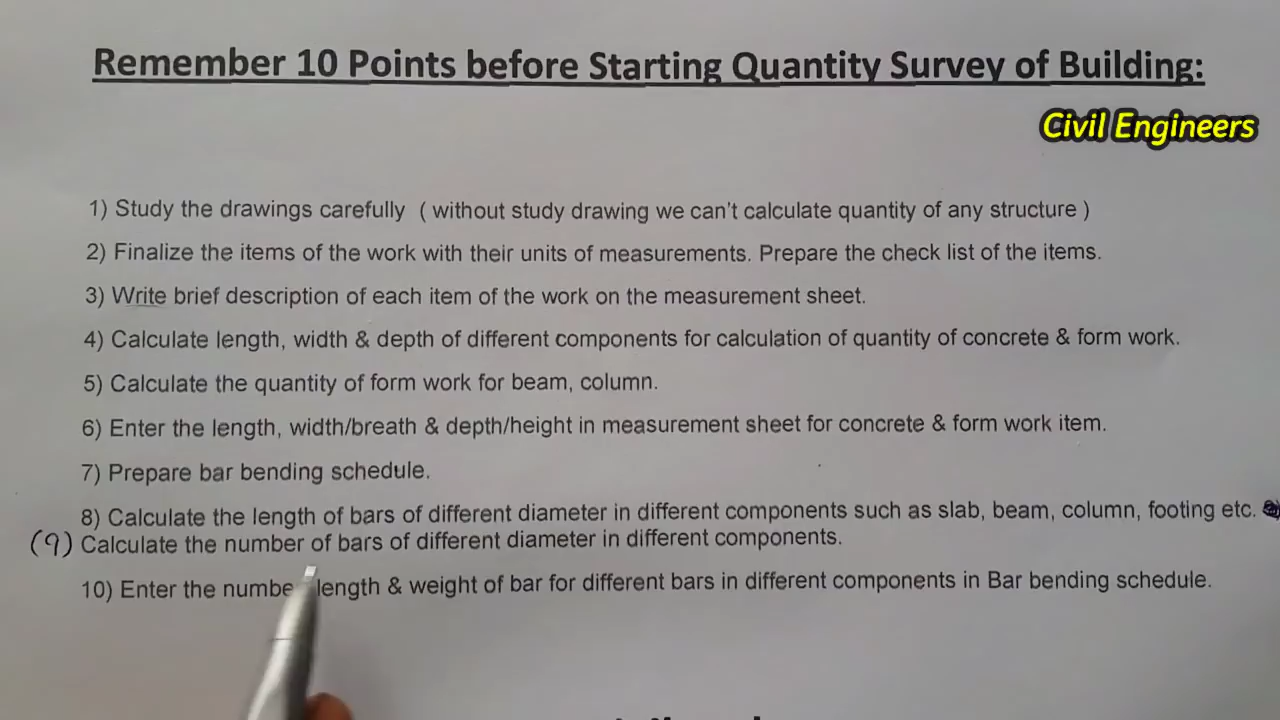 Remember 10 Points before Starting Quantity Survey of Building:
Civil Engineers
1) Study the drawings carefully ( without study drawing we can't calculate quantity of any structure )
2) Finalize the items of the work with their units of measurements. Prepare the check list of the items.
3) Write brief description of each item of the work on the measurement sheet.
4) Calculate length, width & depth of different components for calculation of quantity of concrete & form work.
5) Calculate the quantity of form work for beam, column.
6) Enter the length, width/breath & depth/height in measurement sheet for concrete & form work item.
7) Prepare bar bending schedule.
8) Calculate the length of bars of different diameter in different components such as slab, beam, column, footing etc.
(9) Calculate the number of bars of different diameter in different components.
10) Enter the numbe length & weight of bar for different bars in different components in Bar bending schedule.